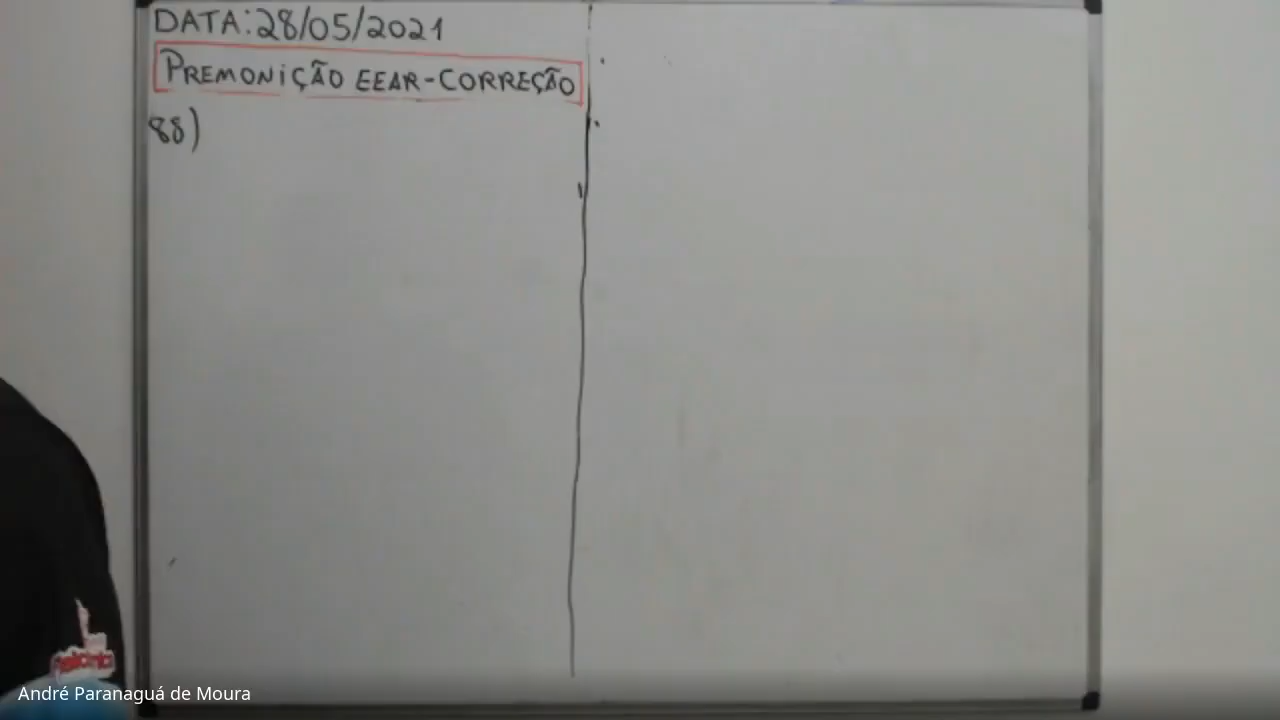 DATA: 28/05/2021
PREMONIÇÃO EEAR-CORREÇÃO
88)
André Paranaguá de Moura